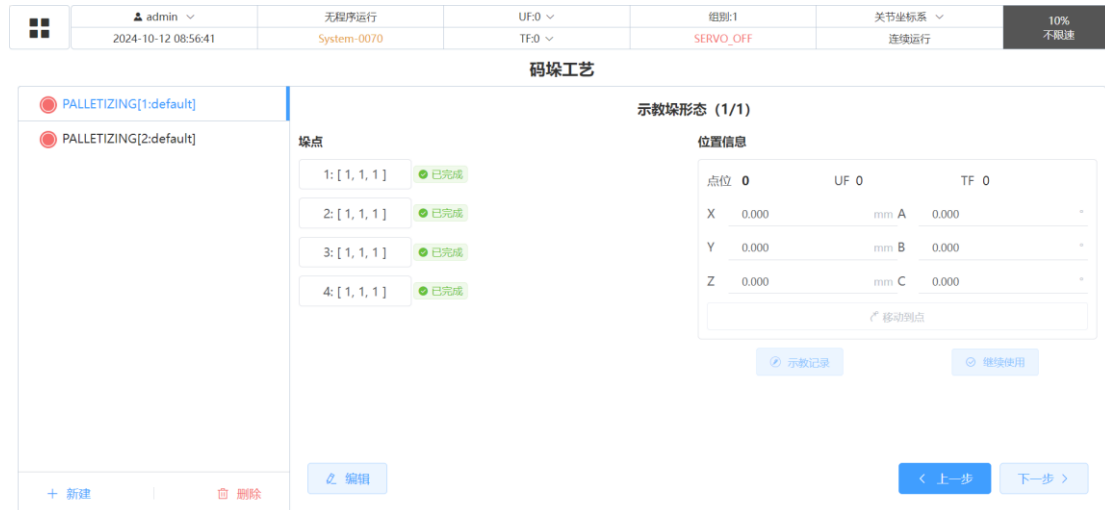 admin
无程序运行
UF:0
组别:1
关节坐标系
10%
不限速
2024-10-12 08:56:41
System-0070
TF:0
SERVO_OFF
连续运行
码垛工艺
PALLETIZING[1:default]
PALLETIZING[2:default]
新建
删除
示教垛形态（1/1）
垛点
1: [ 1, 1, 1 ] 已完成
2: [ 1, 1, 1 ] 已完成
3: [ 1, 1, 1 ] 已完成
4: [ 1, 1, 1 ] 已完成
位置信息
点位 0 UF 0 TF 0
X 0.000 mm A 0.000 °
Y 0.000 mm B 0.000 °
Z 0.000 mm C 0.000 °
移动到点
示教记录 继续使用
编辑 上一步 下一步